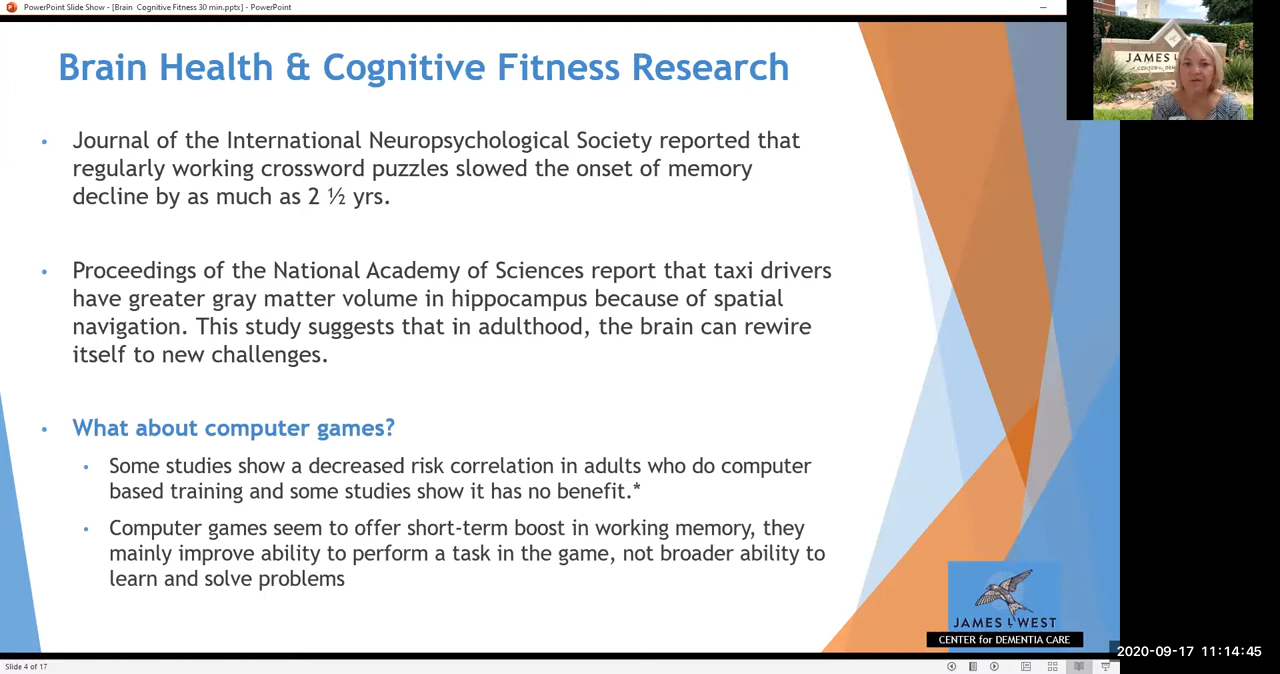 PowerPoint Slide Show - [Brain Cognitive Fitness 30 min.pptx] - PowerPoint
Brain Health & Cognitive Fitness Research
• Journal of the International Neuropsychological Society reported that
regularly working crossword puzzles slowed the onset of memory
decline by as much as 2 ½ yrs.
• Proceedings of the National Academy of Sciences report that taxi drivers
have greater gray matter volume in hippocampus because of spatial
navigation. This study suggests that in adulthood, the brain can rewire
itself to new challenges.
• What about computer games?
• Some studies show a decreased risk correlation in adults who do computer
based training and some studies show it has no benefit.*
• Computer games seem to offer short-term boost in working memory, they
mainly improve ability to perform a task in the game, not broader ability to
learn and solve problems
JAMES L
JAMES L WEST
CENTER for DEMENTIA CARE
Slide 4 of 17
2020-09-17 11:14:45